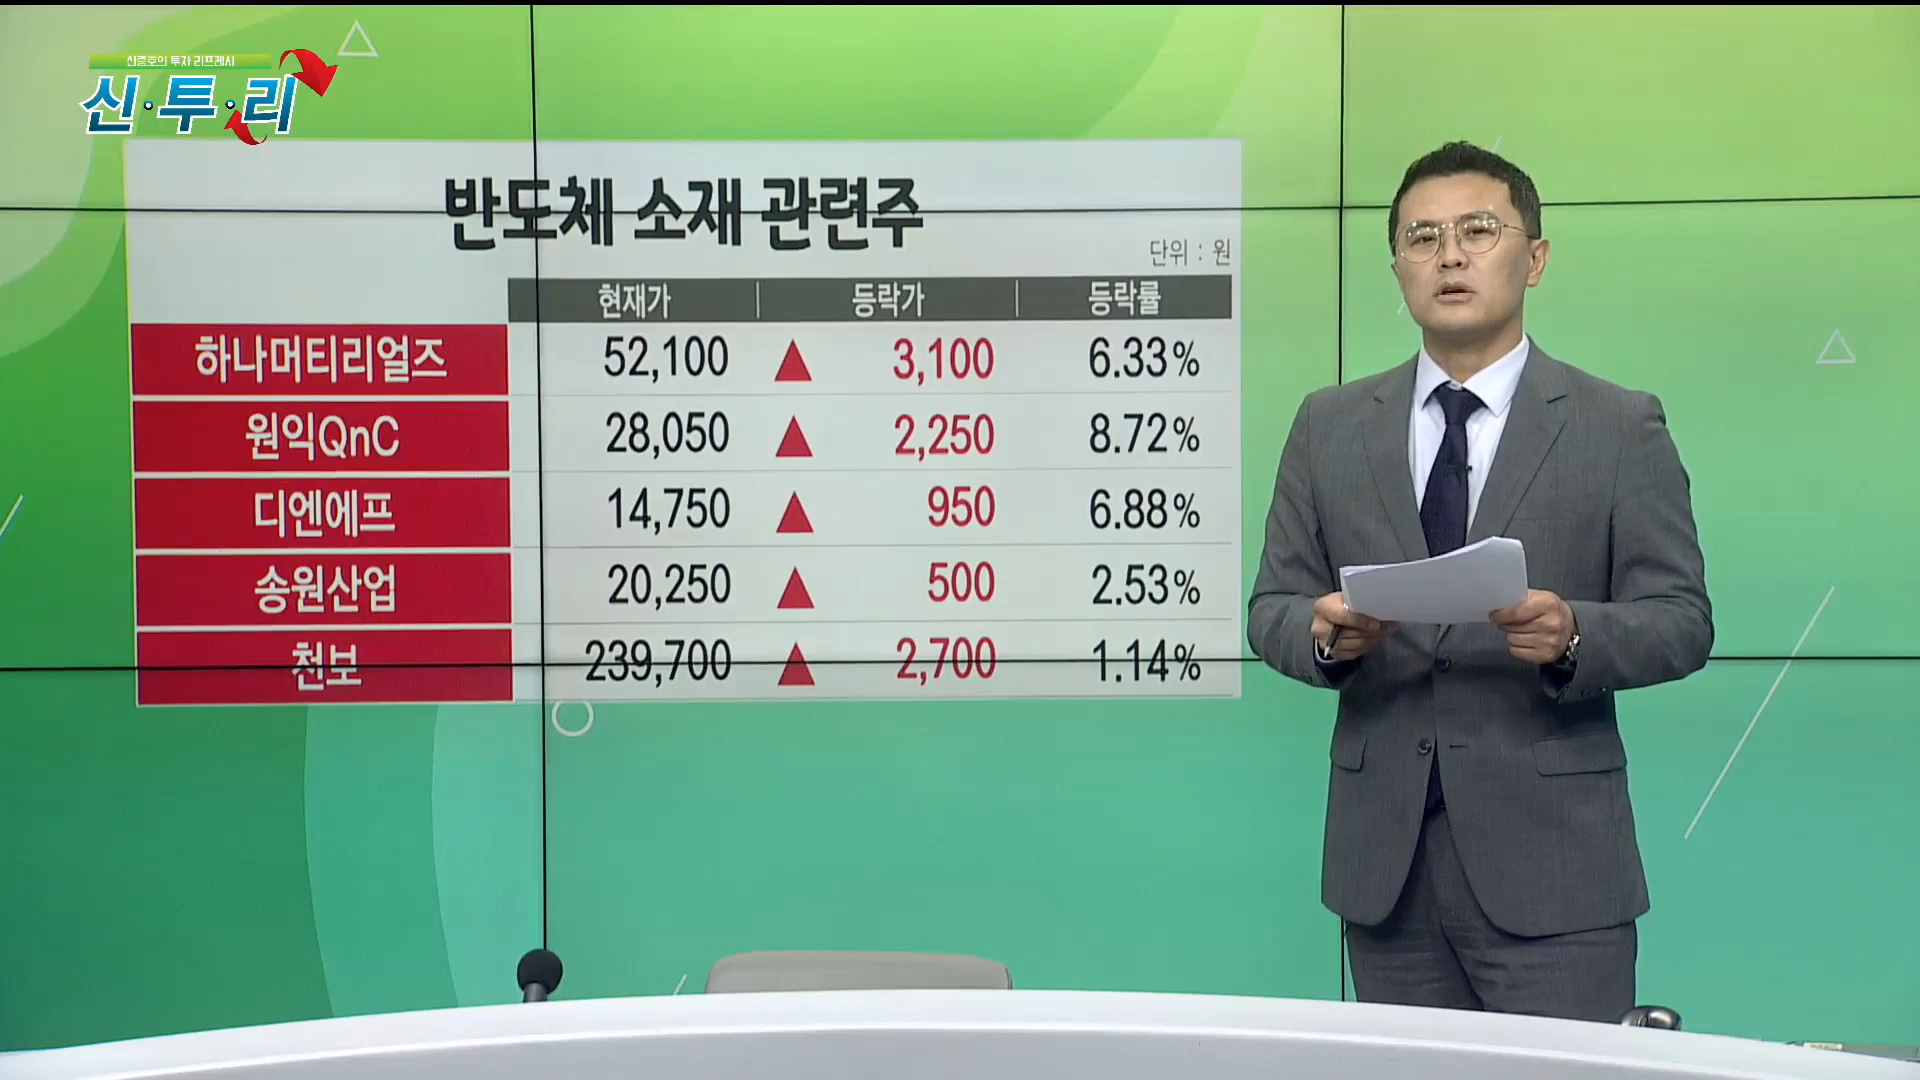 신중호의 투자 리프레시
신·투·리
반도체 소재 관련주
단위 : 원
현재가 등락가 등락률
하나머티리얼즈 52,100 ▲ 3,100 6.33%
원익QnC 28,050 ▲ 2,250 8.72%
디엔에프 14,750 ▲ 950 6.88%
송원산업 20,250 ▲ 500 2.53%
천보 239,700 ▲ 2,700 1.14%